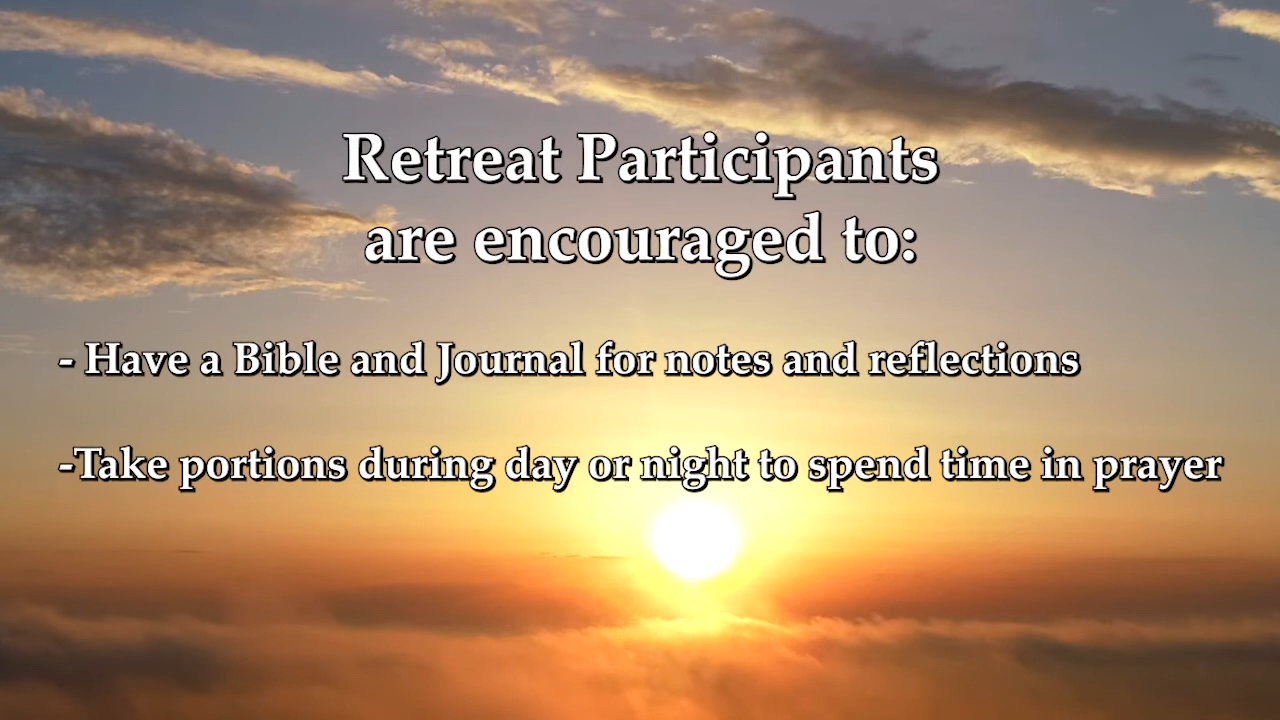 Retreat Participants
are encouraged to:
- Have a Bible and Journal for notes and reflections
-Take portions during day or night to spend time in prayer